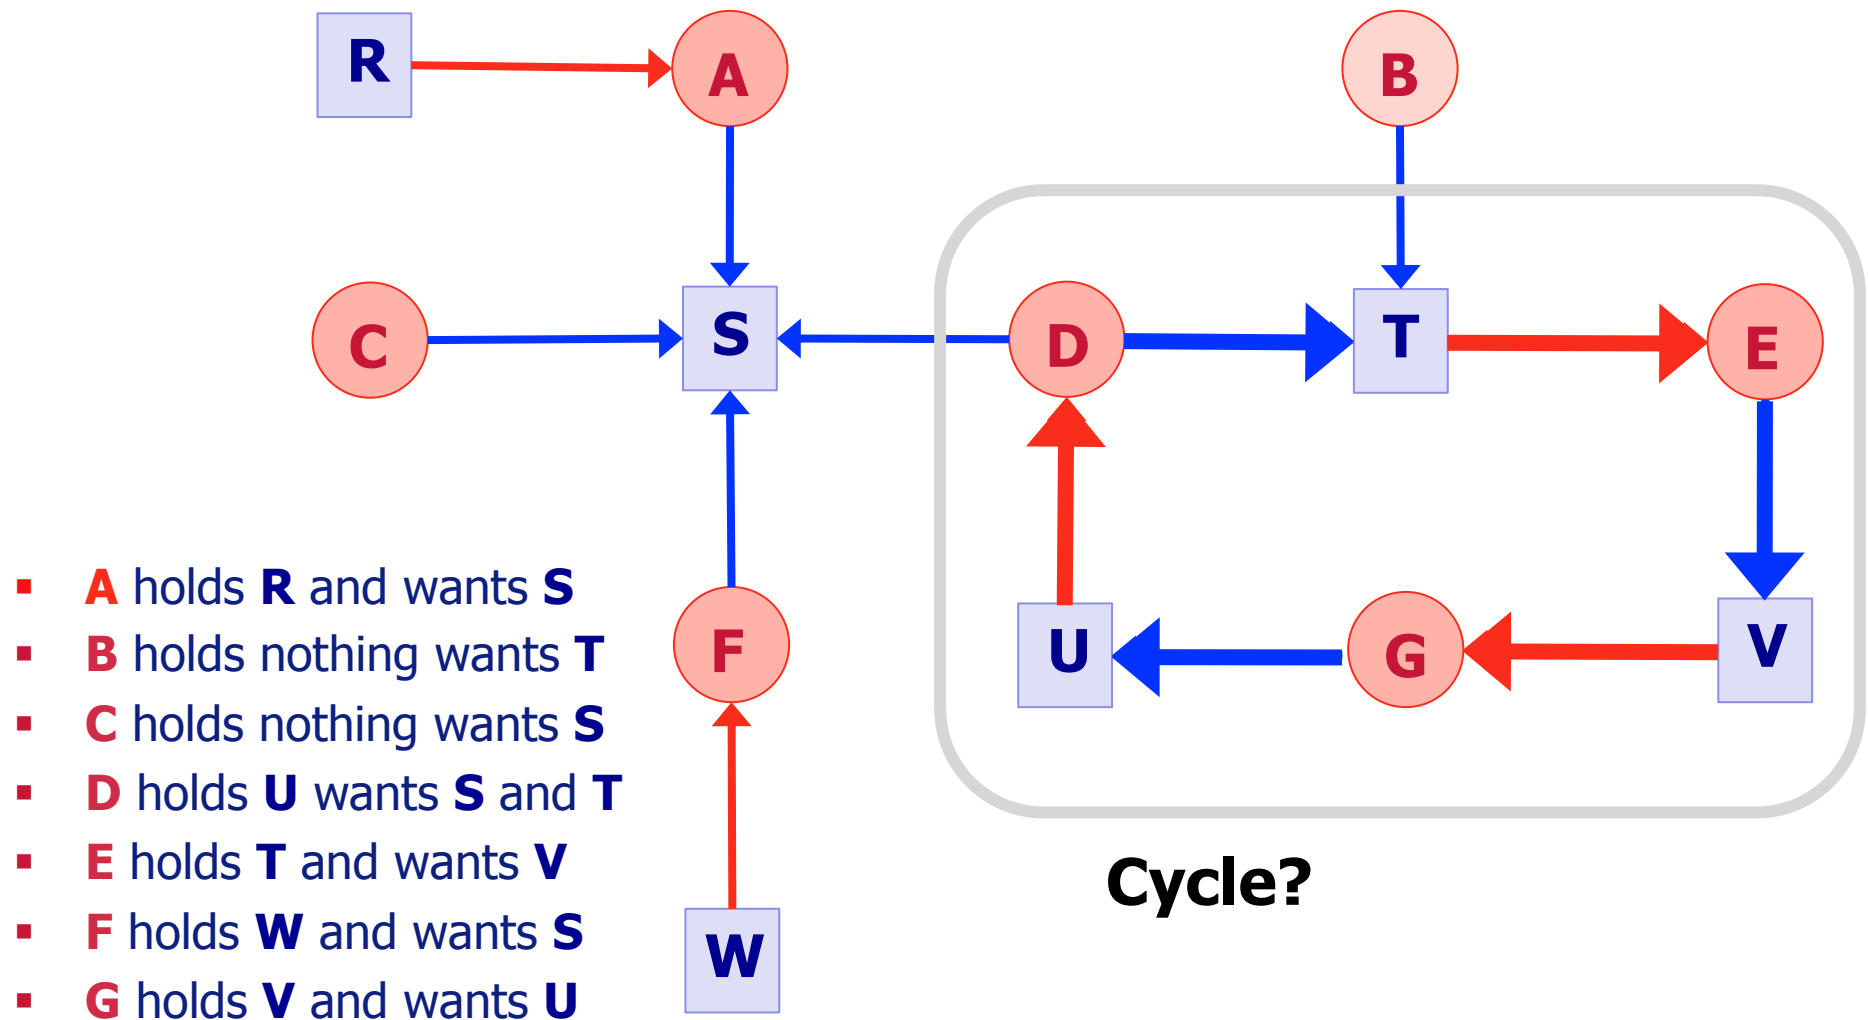 R
A
B
C
S
D
T
E
A holds R and wants S
B holds nothing wants T
C holds nothing wants S
D holds U wants S and T
E holds T and wants V
F holds W and wants S
G holds V and wants U
F
U
G
V
W
Cycle?